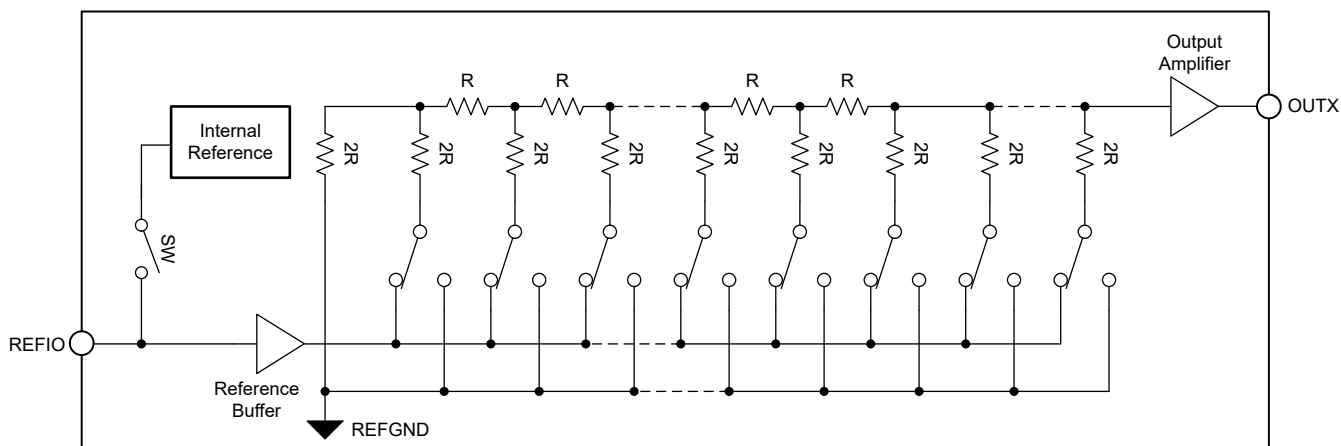 Output
Amplifier
R R R R
OUTX
Internal
Reference
2R 2R 2R 2R 2R 2R 2R 2R 2R
SW
REFIO
Reference
Buffer
REFGND